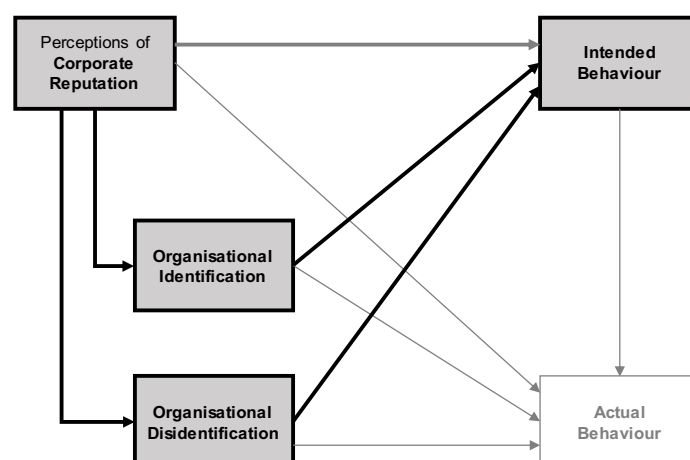 Perceptions of
Corporate
Reputation
Intended
Behaviour
Organisational
Identification
Organisational
Disidentification
Actual
Behaviour